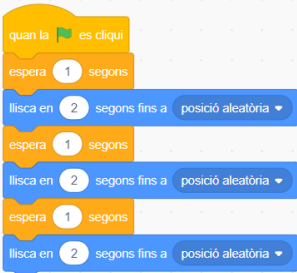 quan la es cliqui
espera 1 segons
llisca en 2 segons fins a posició aleatòria
espera 1 segons
llisca en 2 segons fins a posició aleatòria
espera 1 segons
llisca en 2 segons fins a posició aleatòria